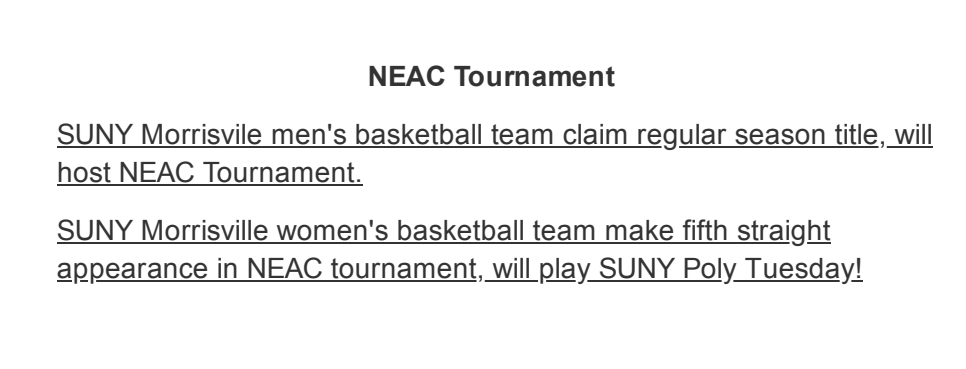 NEAC Tournament
SUNY Morrisvile men's basketball team claim regular season title, will
host NEAC Tournament.
SUNY Morrisville women's basketball team make fifth straight
appearance in NEAC tournament, will play SUNY Poly Tuesday!